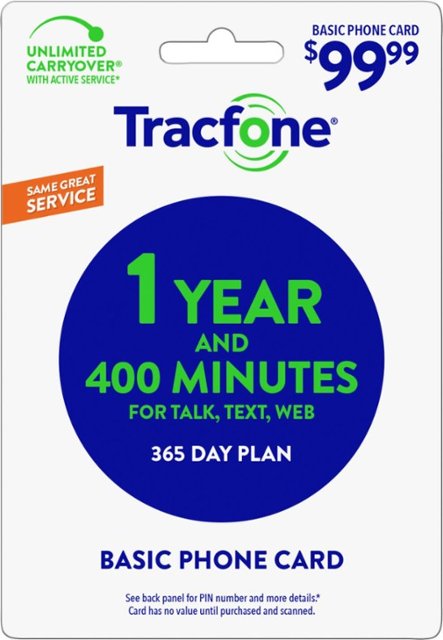 UNLIMITED
CARRYOVER®
WITH ACTIVE SERVICE*
BASIC PHONE CARD
$99.99
Tracfone®
SAME GREAT
SERVICE
1 YEAR
AND
400 MINUTES
FOR TALK, TEXT, WEB
365 DAY PLAN
BASIC PHONE CARD
See back panel for PIN number and more details.*
Card has no value until purchased and scanned.